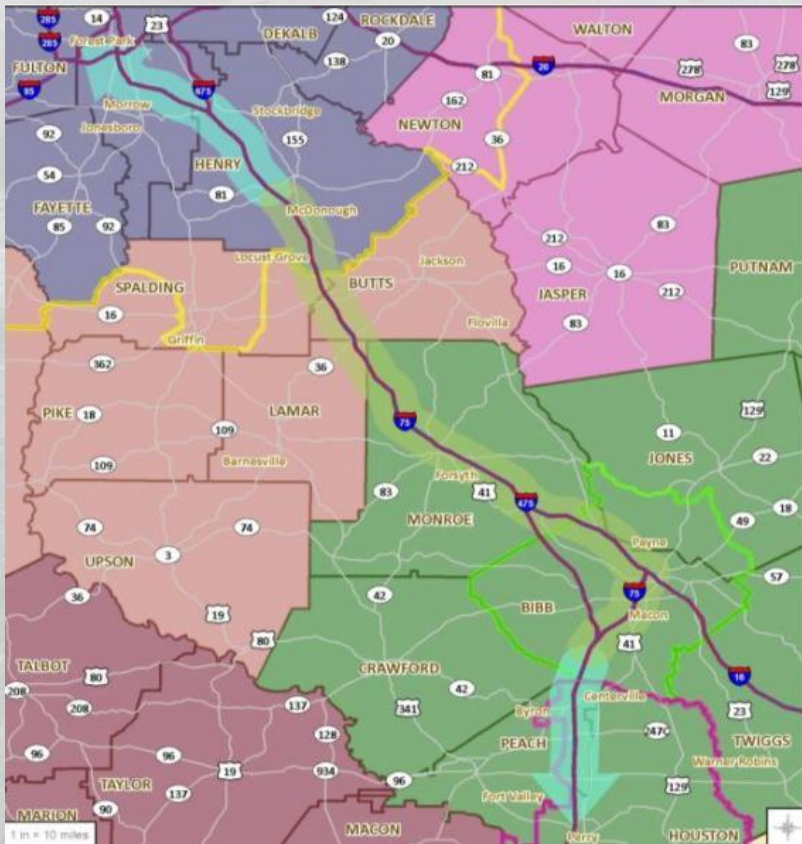 285
14
23
124
ROCKDALE
WALTON
285
Forest Park
DEKALB
20
83
278
FULTON
138
81
20
278
85
675
162
MORGAN
129
Morrow
Stockbridge
NEWTON
92
Jonesboro
155
36
HENRY
212
54
81
FAYETTE
McDonough
85
92
212
83
Locust Grove
Jackson
16
16
PUTNAM
SPALDING
BUTTS
JASPER
212
16
Flovilla
83
Griffin
362
36
129
PIKE
18
LAMAR
75
11
109
JONES
109
Barnesville
22
Forsyth
41
475
83
18
74
74
MONROE
49
3
Payne
UPSON
57
36
42
75
19
BIBB
Macon
80
41
TALBOT
CRAWFORD
16
80
42
Centerville
208
137
341
Byron
23
208
128
PEACH
247C
TWIGGS
96
96
Warner Robins
TAYLOR
19
934
96
129
137
Fort Valley
90
MARION
MACON
Perry
HOUSTON
1 in = 10 miles